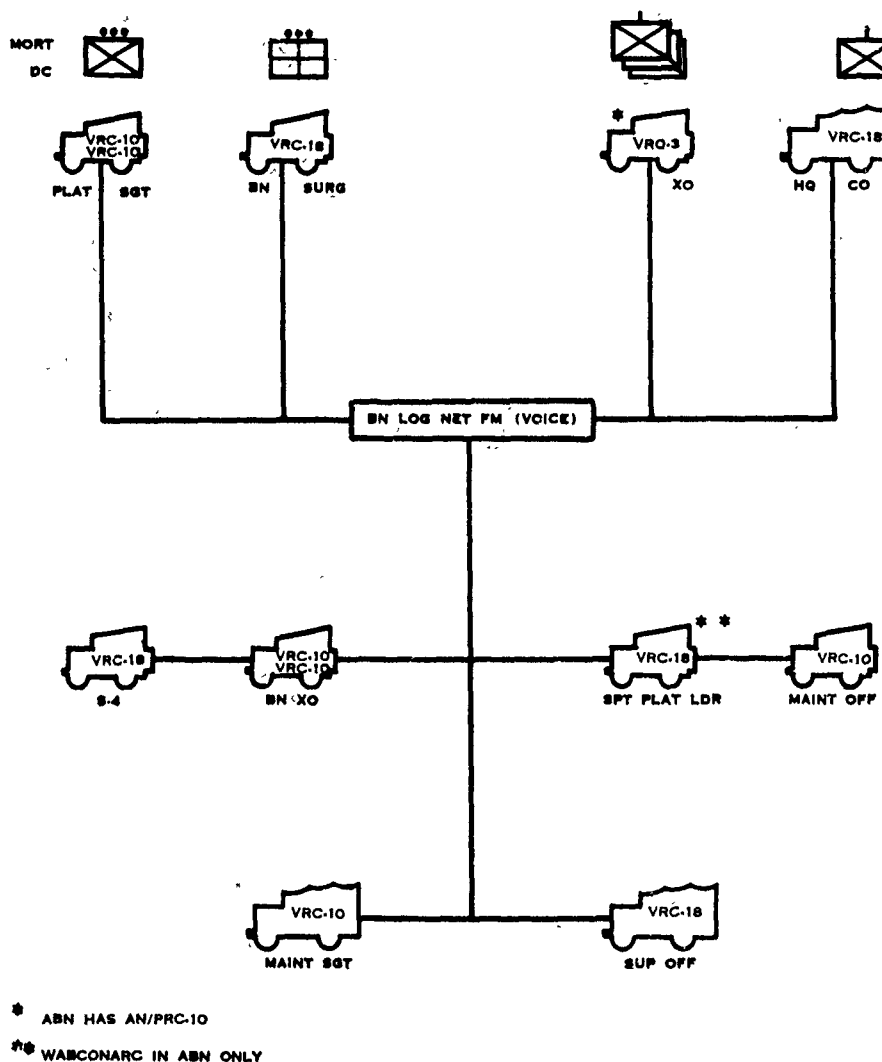 MORT
DC
VRC-10
VRC-10
PLAT SGT
VRC-18
BN SURG
*
VRQ-3
XO
VRC-18
HQ CO
BN LOG NET FM (VOICE)
VRC-18
S-4
VRC-10
VRC-10
BN XO
* *
VRC-18
SPT PLAT LDR
VRC-10
MAINT OFF
VRC-10
MAINT SGT
VRC-18
SUP OFF
* ABN HAS AN/PRC-10
** WABCONARC IN ABN ONLY